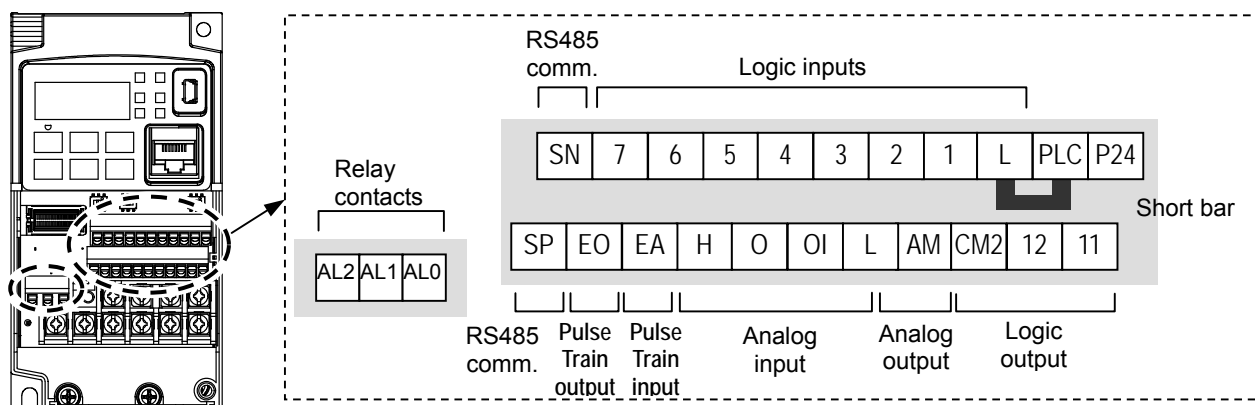 RS485
comm.
Logic inputs
SN 7 6 5 4 3 2 1 L PLC P24
Short bar
Relay
contacts
AL2 AL1 AL0
SP EO EA H O OI L AM CM2 12 11
RS485
comm.
Pulse
Train
output
Pulse
Train
input
Analog
input
Analog
output
Logic
output